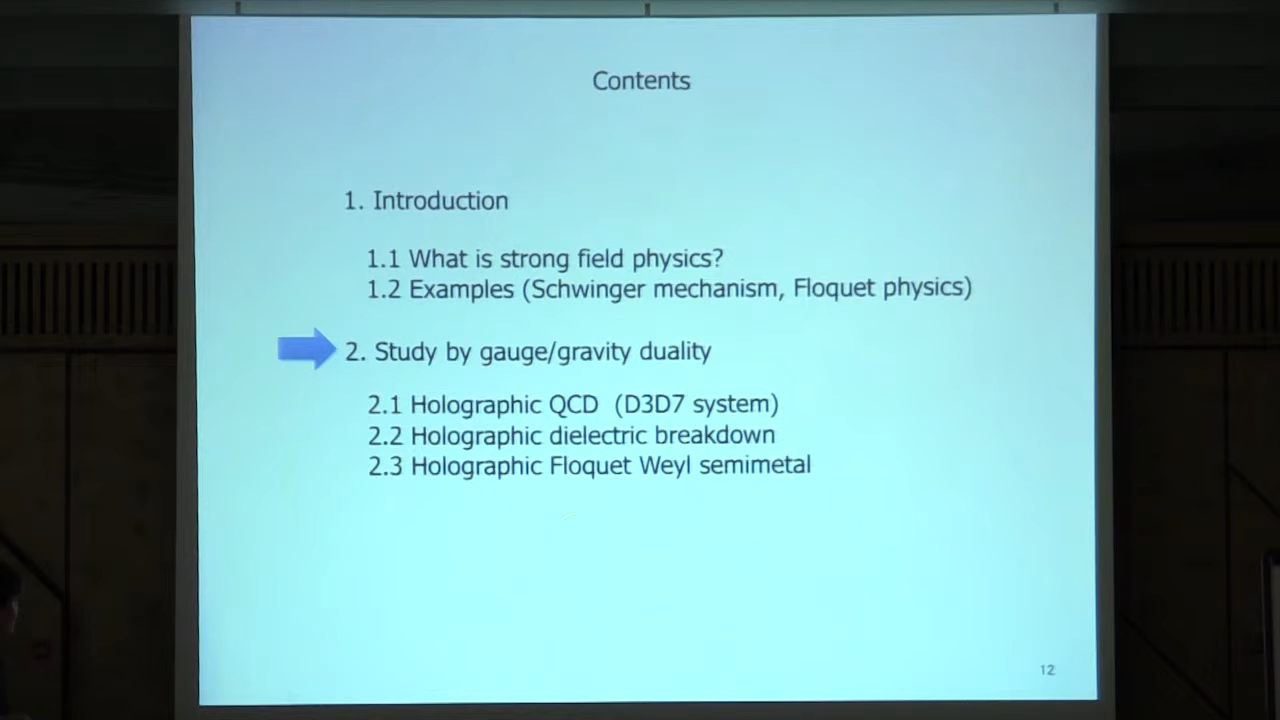 Contents
1. Introduction
1.1 What is strong field physics?
1.2 Examples (Schwinger mechanism, Floquet physics)
2. Study by gauge/gravity duality
2.1 Holographic QCD (D3D7 system)
2.2 Holographic dielectric breakdown
2.3 Holographic Floquet Weyl semimetal
12